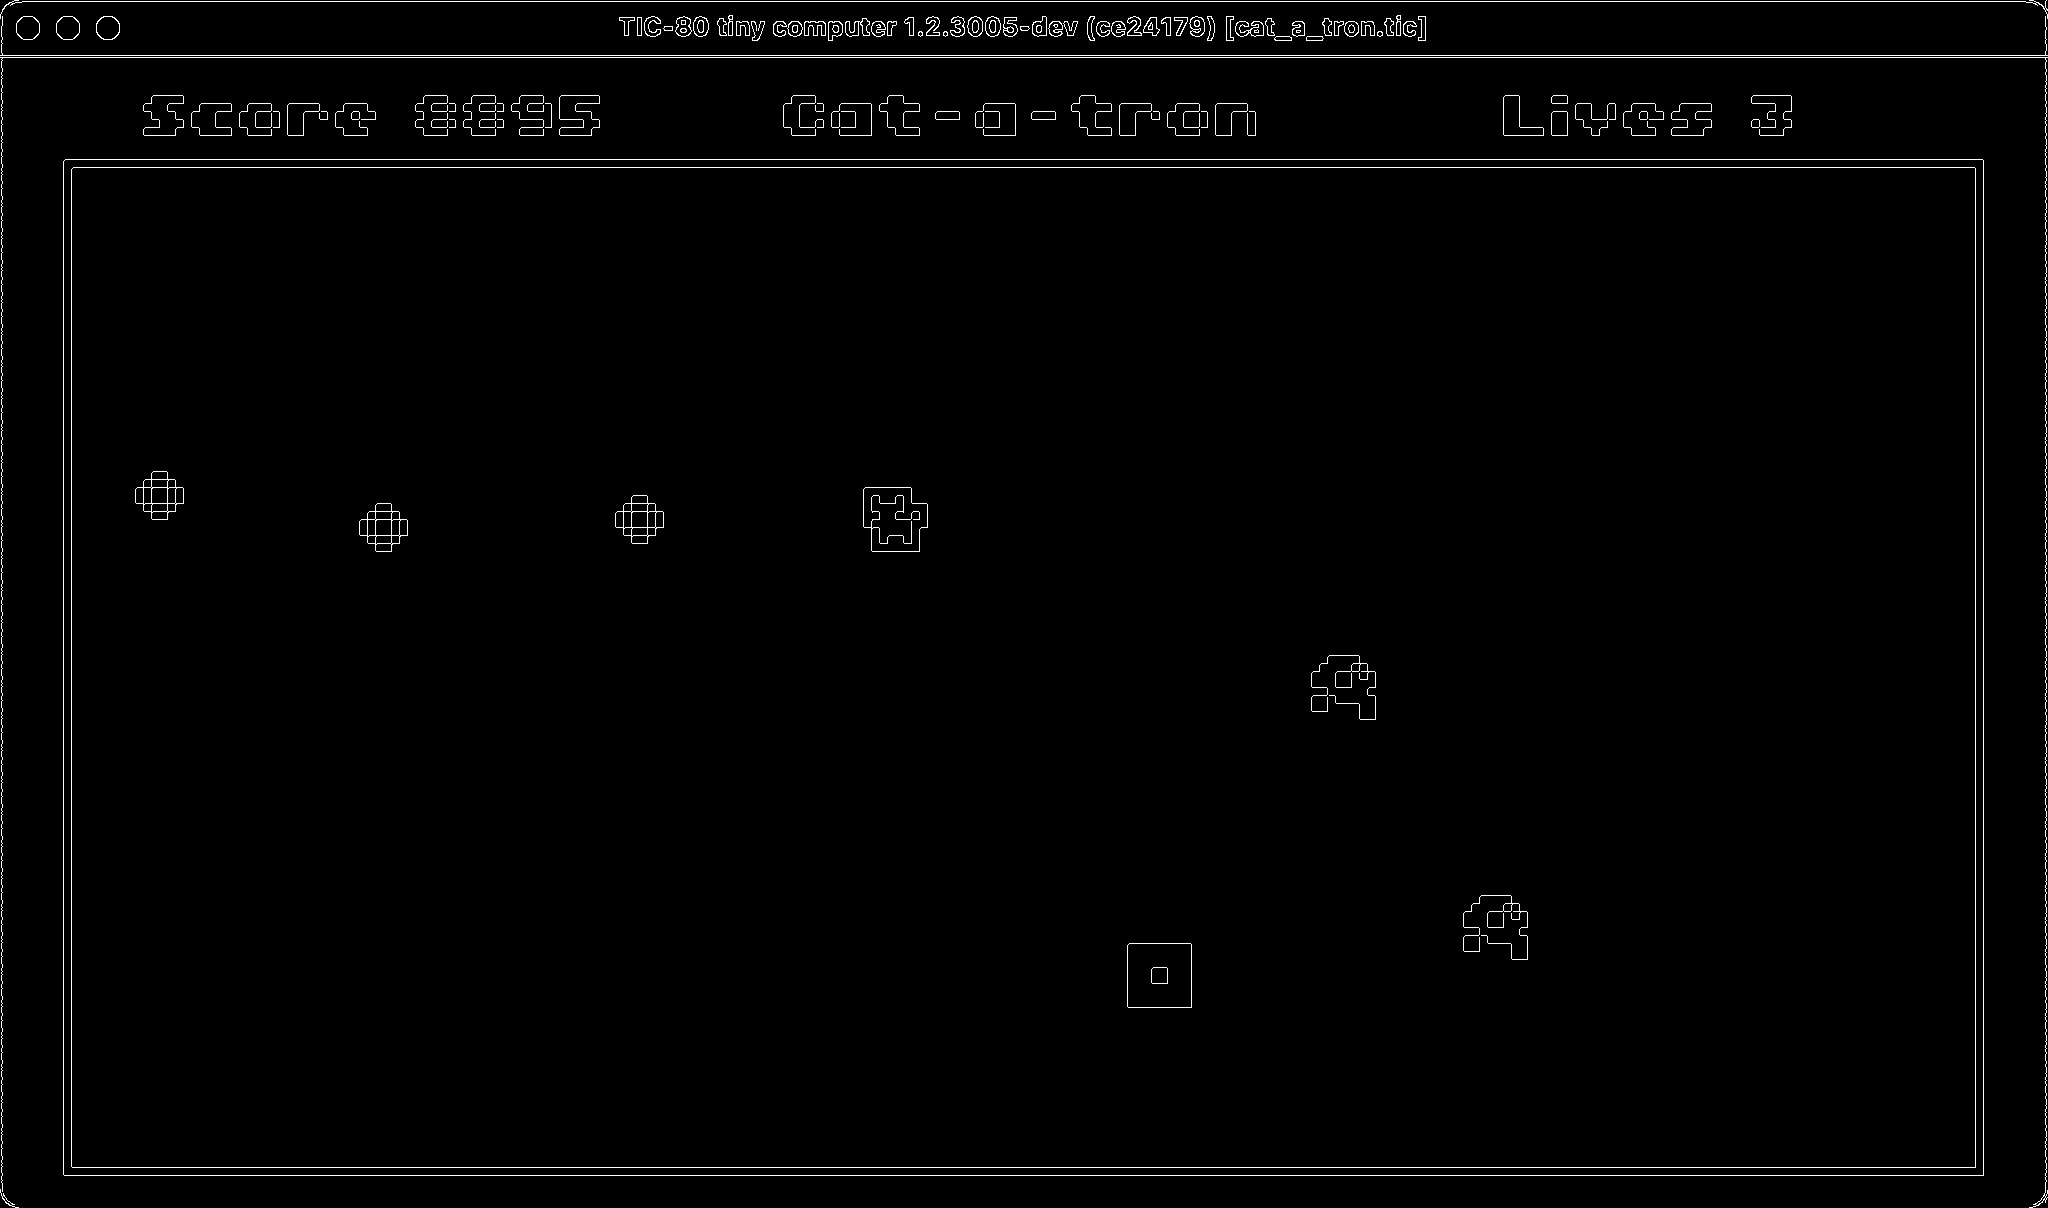 TIC-80 tiny computer 1.2.3005-dev (ce24179) [cat_a_tron.tic]
Score 8895 Cat-a-tron Lives 3